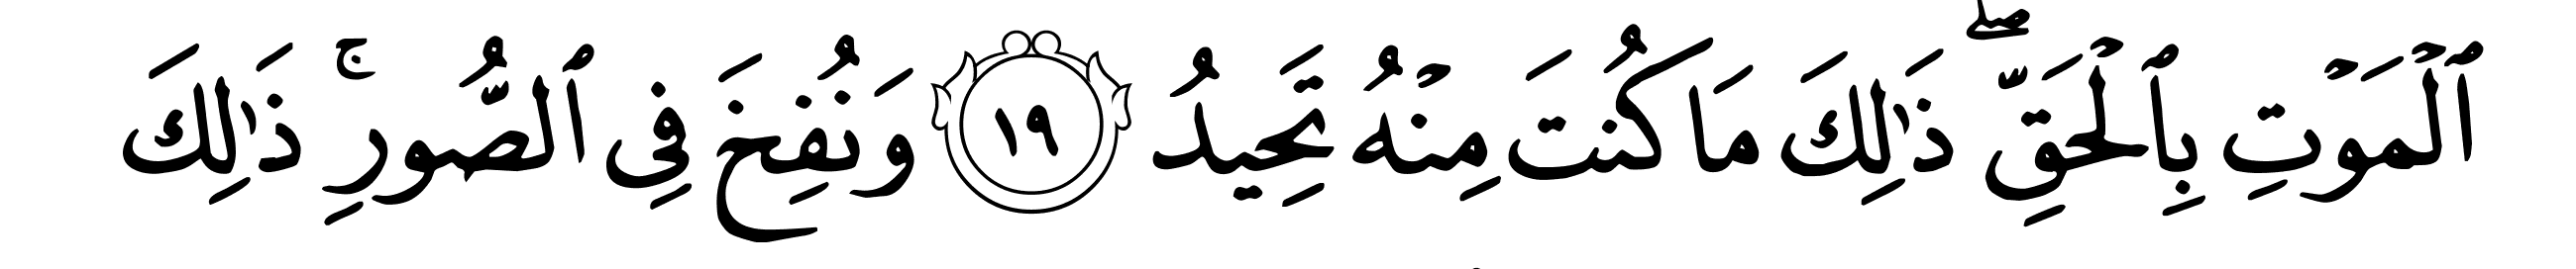 ٱلْمَوْتِ بِٱلْحَقِّ ۖ ذَٰلِكَ مَا كُنتَ مِنْهُ تَحِيدُ ١٩ وَنُفِخَ فِى ٱلصُّورِ ۚ ذَٰلِكَ